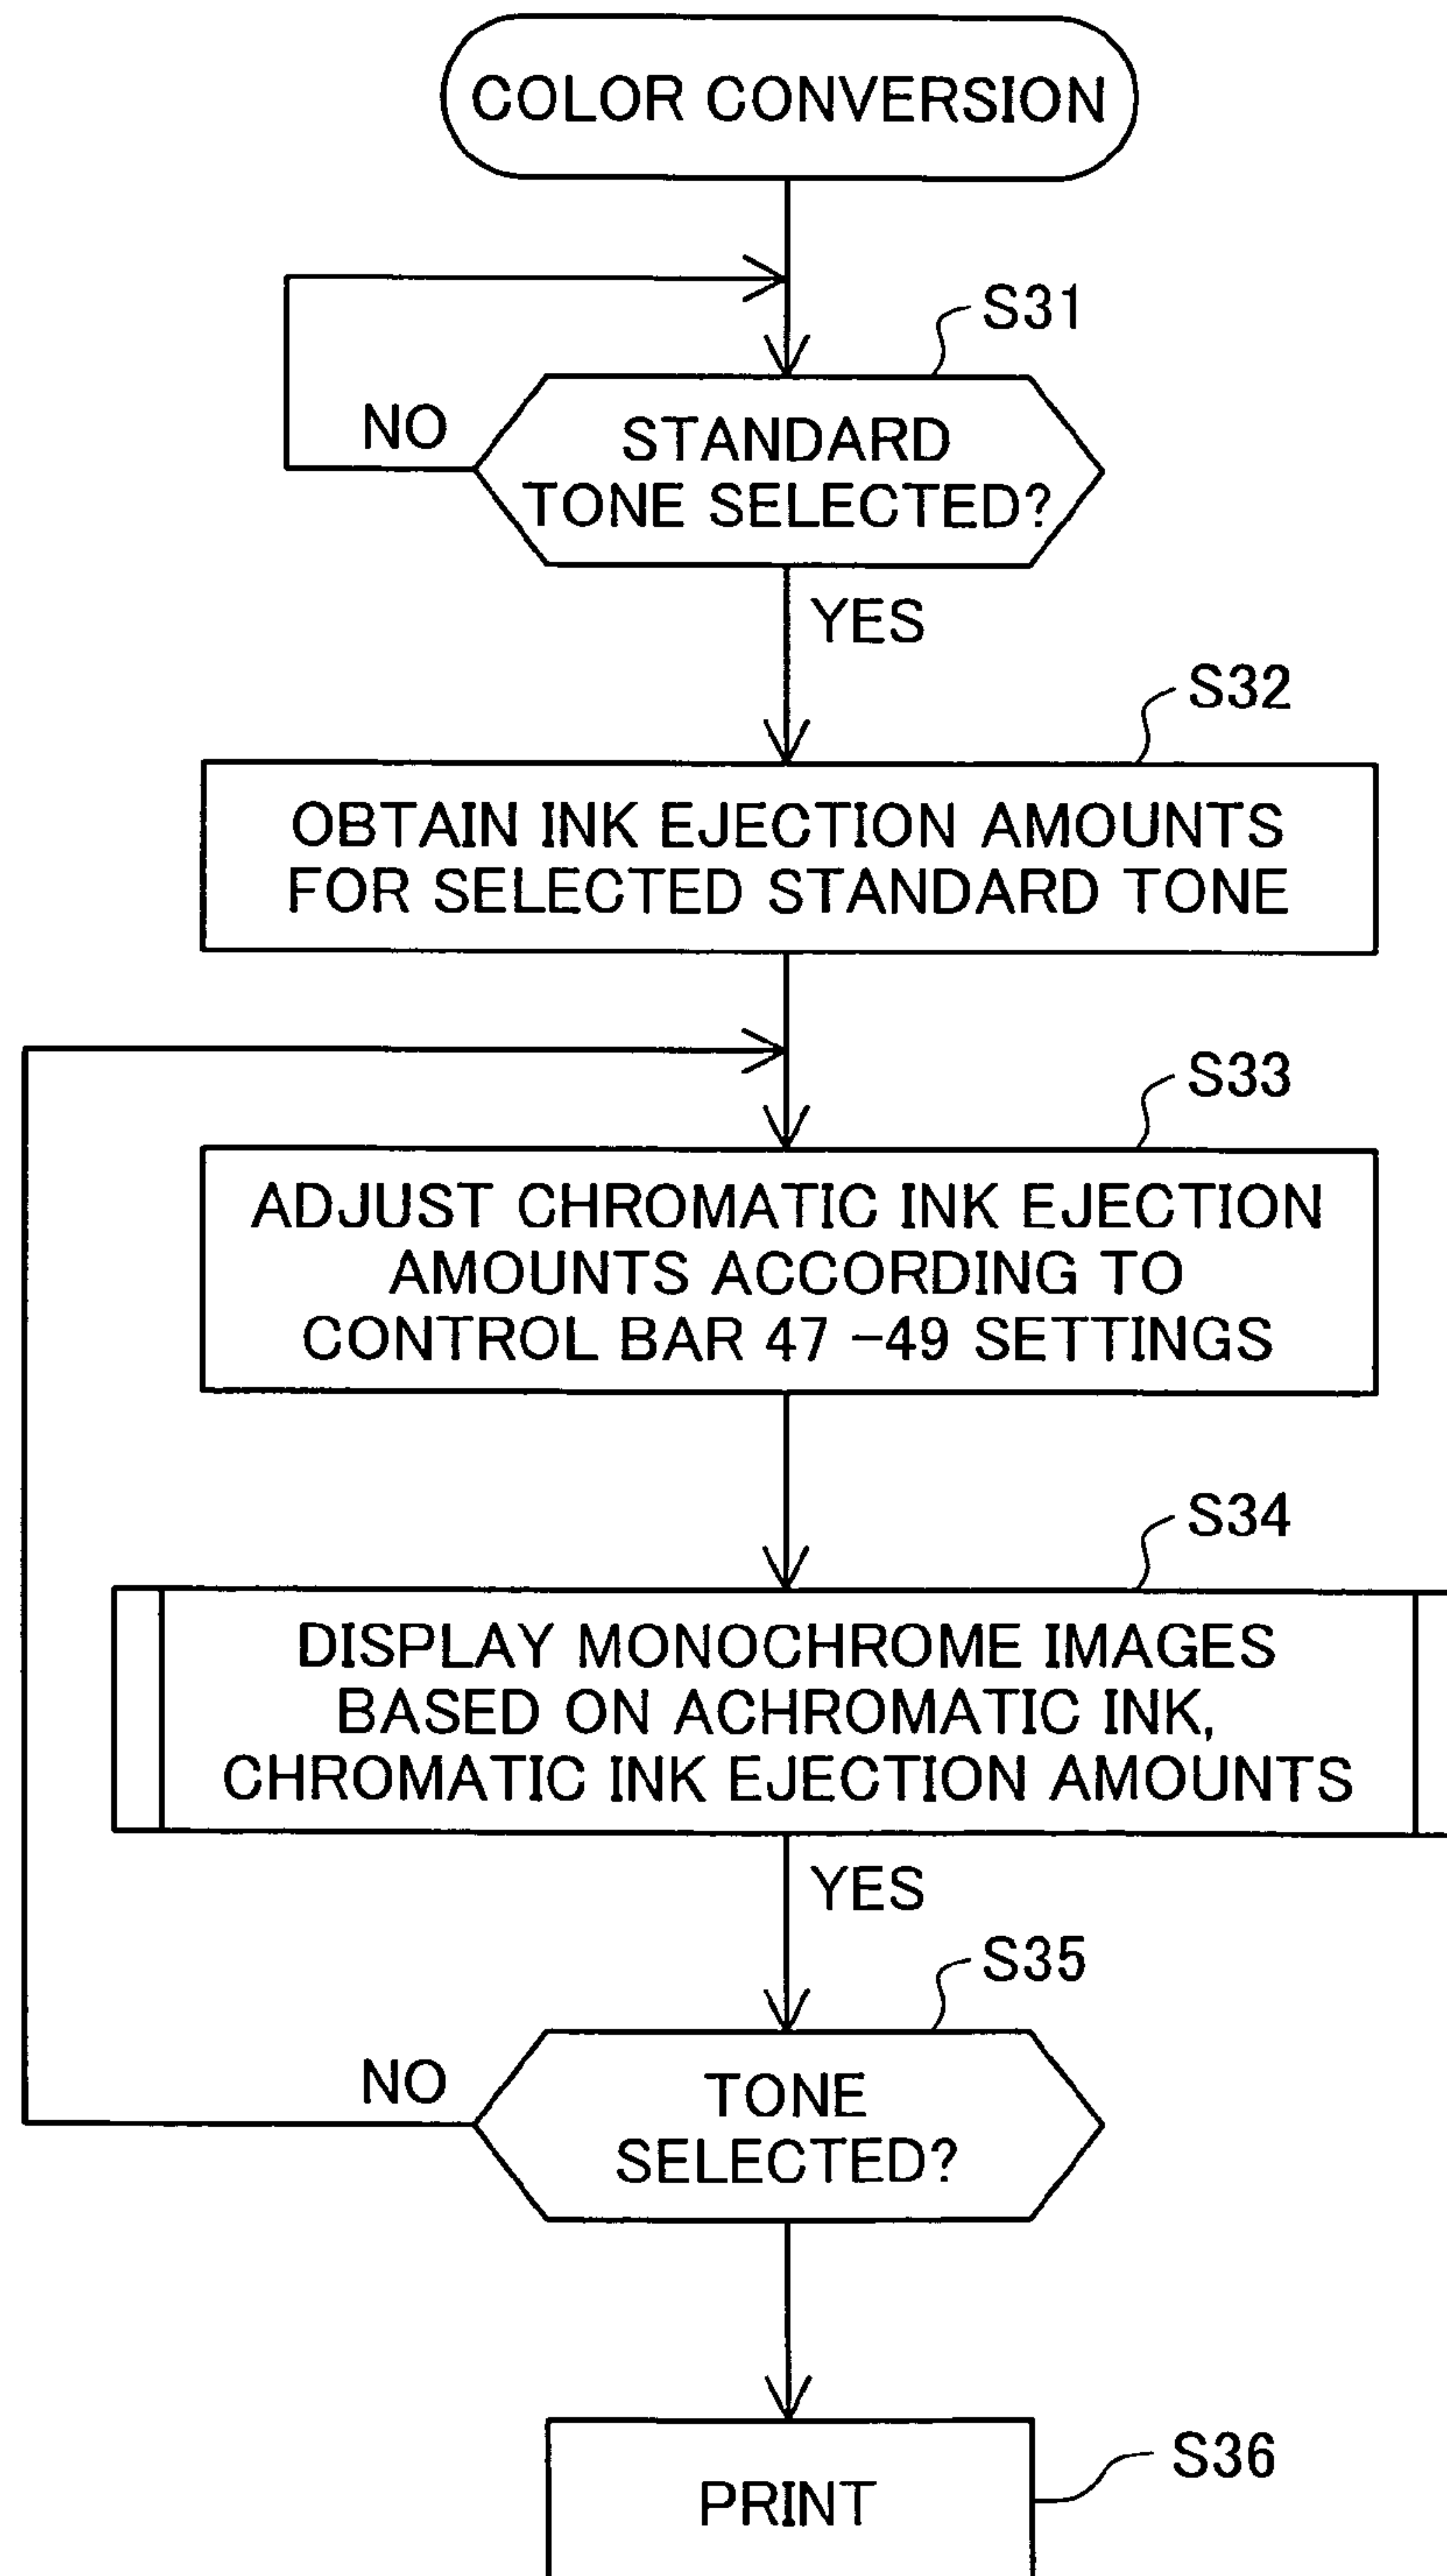 COLOR CONVERSION
S31
NO
STANDARD
TONE SELECTED?
YES
S32
OBTAIN INK EJECTION AMOUNTS
FOR SELECTED STANDARD TONE
S33
ADJUST CHROMATIC INK EJECTION
AMOUNTS ACCORDING TO
CONTROL BAR 47 -49 SETTINGS
S34
DISPLAY MONOCHROME IMAGES
BASED ON ACHROMATIC INK,
CHROMATIC INK EJECTION AMOUNTS
YES
S35
NO
TONE
SELECTED?
S36
PRINT